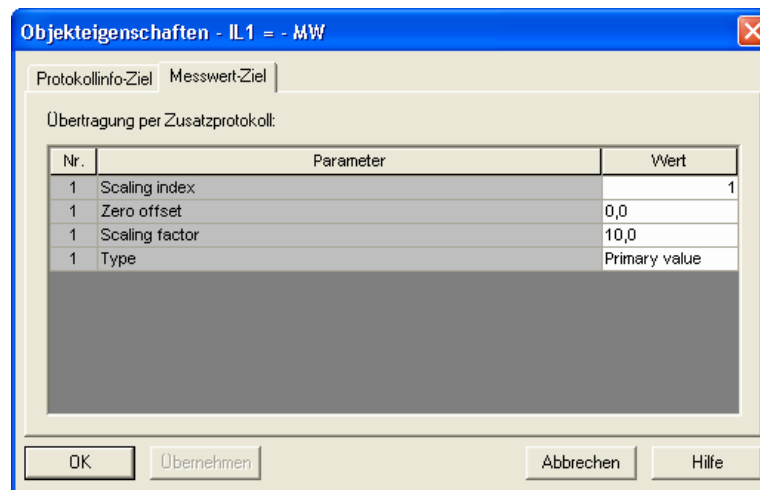 Objekteigenschaften - IL1 = - MW
Protokollinfo-Ziel Messwert-Ziel
Übertragung per Zusatzprotokoll:
Nr. Parameter Wert
1 Scaling index 1
1 Zero offset 0,0
1 Scaling factor 10,0
1 Type Primary value
OK Übernehmen Abbrechen Hilfe